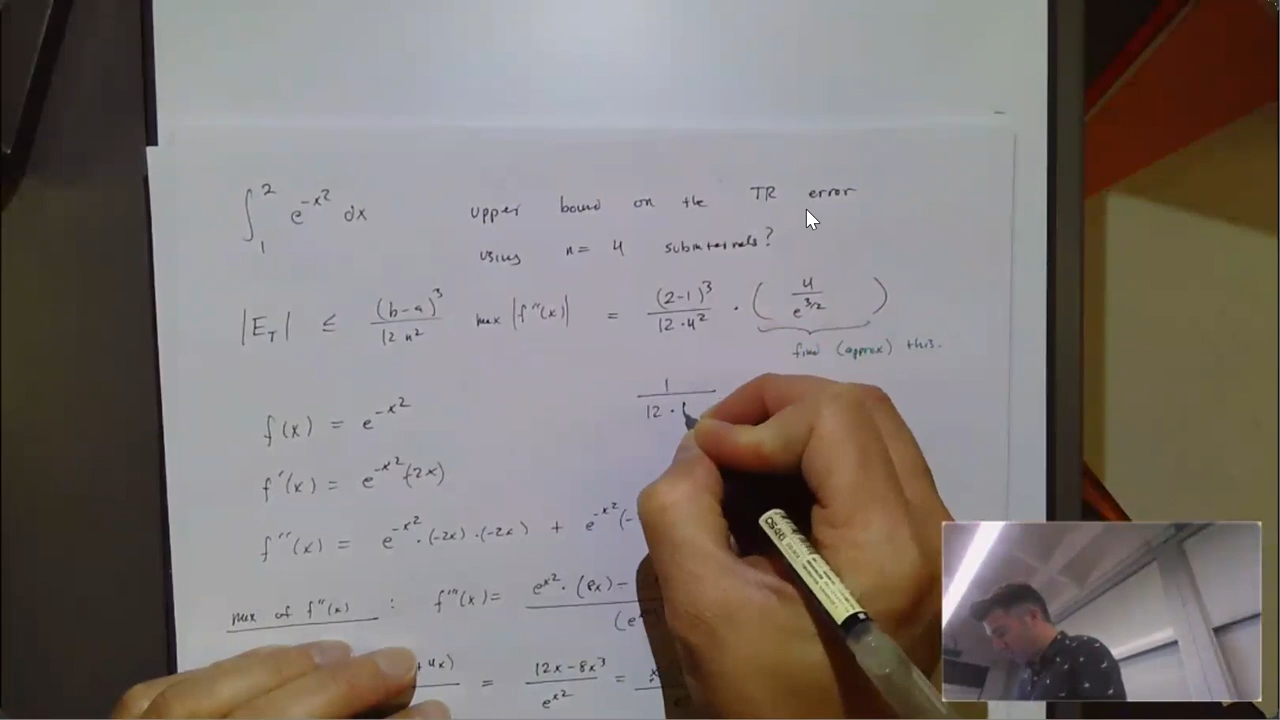 ∫₁² e^{-x²} dx upper bound on the TR error
using n = 4 subintervals?
|E_T| ≤ (b-a)³/(12 n²) max |f''(x)| = (2-1)³/(12·4²) · ( 4/e^{3/2} )
find (approx) this.
1/(12 ·
f(x) = e^{-x²}
f'(x) = e^{-x²}(-2x)
f''(x) = e^{-x²}·(-2x)·(-2x) + e^{-x²}(-
max of f''(x) : f'''(x) = e^{x²}·(8x) -
(e
+ 4x) = (12x - 8x³)/e^{x²} = x